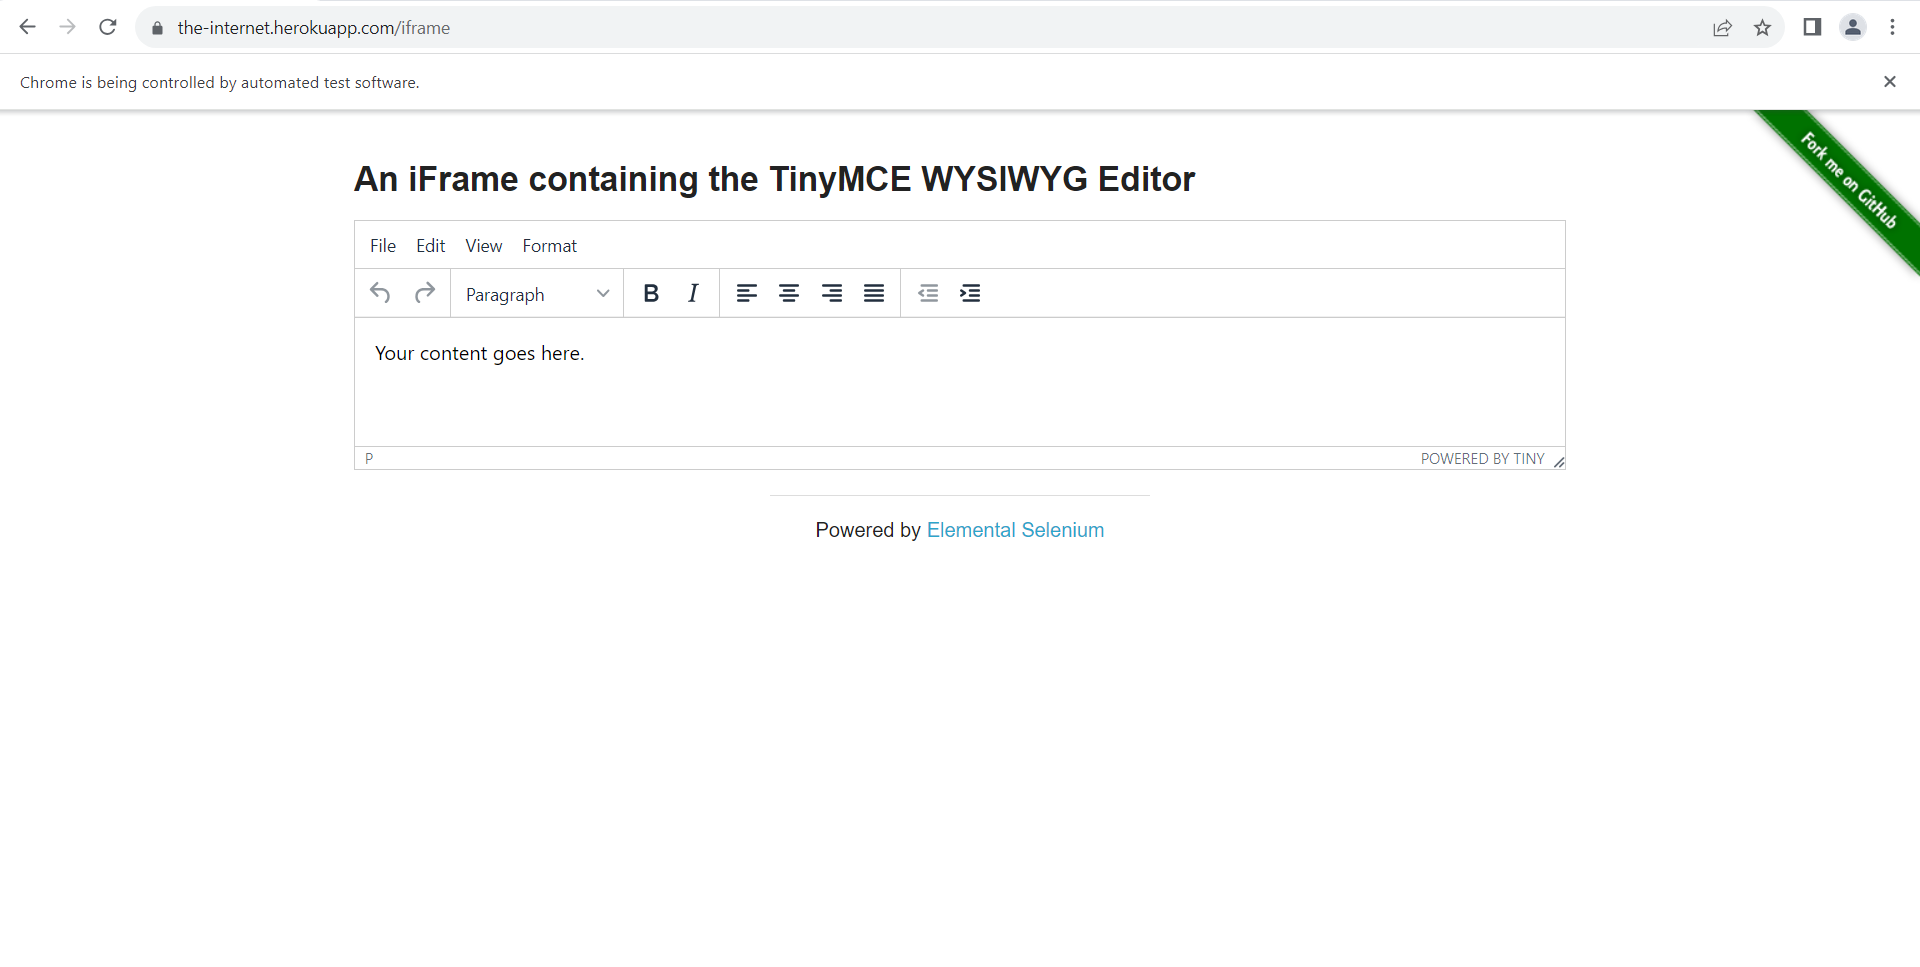 the-internet.herokuapp.com/iframe
Chrome is being controlled by automated test software.
Fork me on GitHub
An iFrame containing the TinyMCE WYSIWYG Editor
File Edit View Format
Paragraph B I
Your content goes here.
P POWERED BY TINY
Powered by Elemental Selenium